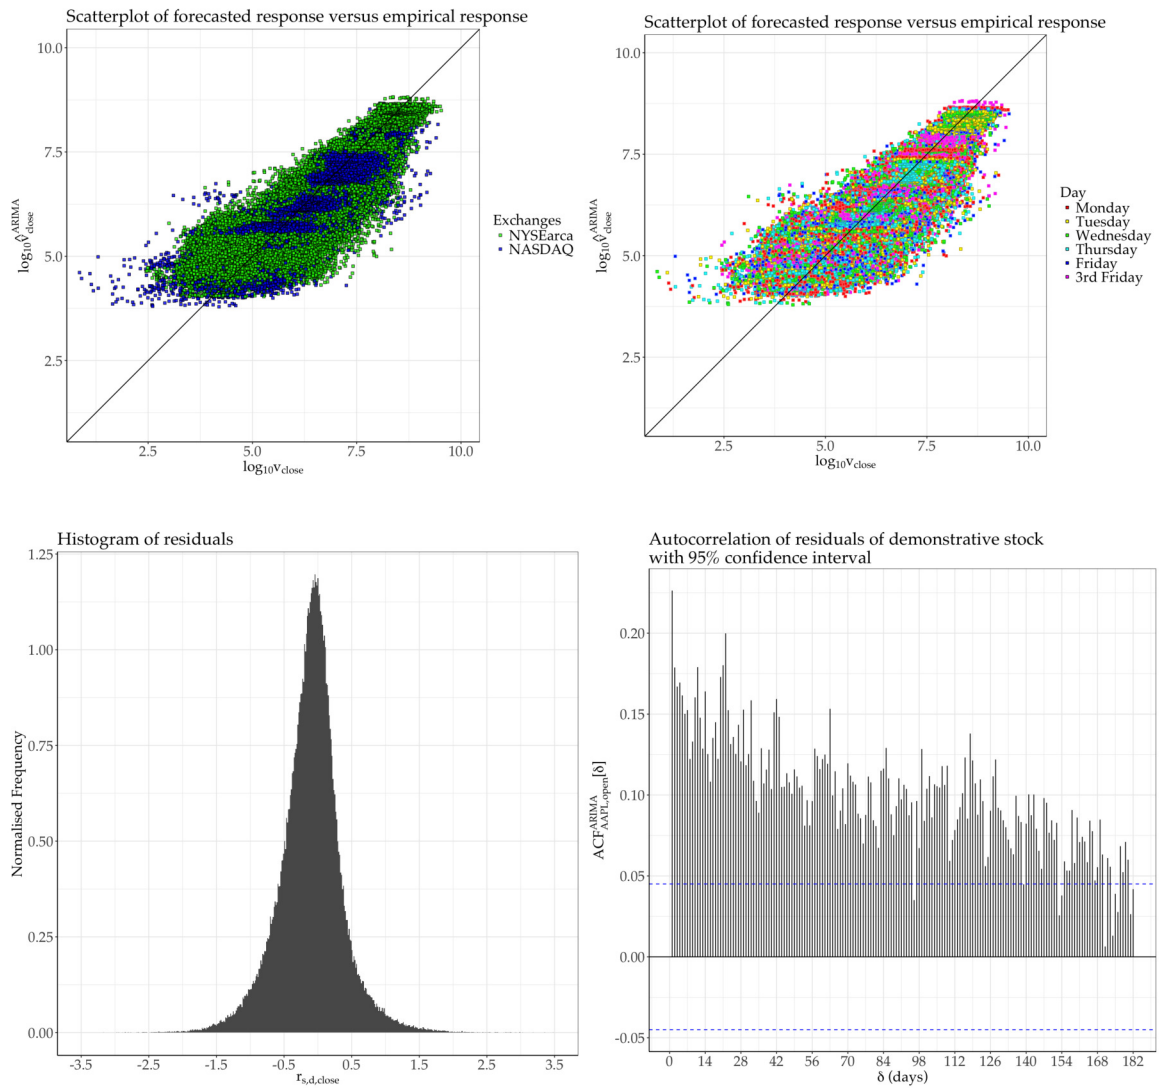 Scatterplot of forecasted response versus empirical response
10.0
7.5
5.0
2.5
log₁₀v̂ᴬᴿᴵᴹᴬclose
2.5 5.0 7.5 10.0
log₁₀vclose
Exchanges
NYSEarca
NASDAQ
Scatterplot of forecasted response versus empirical response
10.0
7.5
5.0
2.5
log₁₀v̂ᴬᴿᴵᴹᴬclose
2.5 5.0 7.5 10.0
log₁₀vclose
Day
Monday
Tuesday
Wednesday
Thursday
Friday
3rd Friday
Histogram of residuals
1.25
1.00
0.75
0.50
0.25
0.00
Normalised Frequency
-3.5 -2.5 -1.5 -0.5 0.5 1.5 2.5 3.5
rs,d,close
Autocorrelation of residuals of demonstrative stock
with 95% confidence interval
0.20
0.15
0.10
0.05
0.00
-0.05
ACFᴬᴿᴵᴹᴬAAPL,open[δ]
0 14 28 42 56 70 84 98 112 126 140 154 168 182
δ (days)